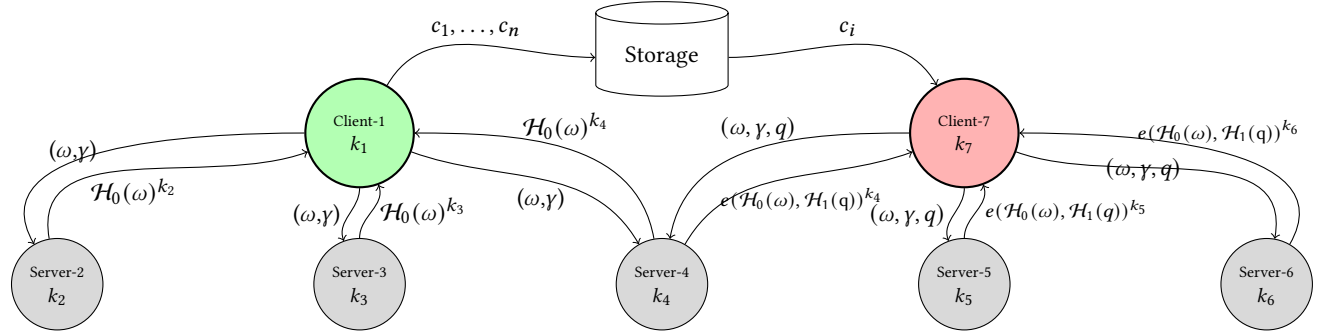 c₁, . . . , cₙ
cᵢ
Storage
Client-1
k₁
Client-7
k₇
(ω,γ)
𝓗₀(ω)^{k₂}
(ω,γ)
𝓗₀(ω)^{k₃}
𝓗₀(ω)^{k₄}
(ω,γ)
(ω, γ, q)
e(𝓗₀(ω), 𝓗₁(q))^{k₄}
(ω, γ, q)
e(𝓗₀(ω), 𝓗₁(q))^{k₅}
e(𝓗₀(ω), 𝓗₁(q))^{k₆}
(ω, γ, q)
Server-2
k₂
Server-3
k₃
Server-4
k₄
Server-5
k₅
Server-6
k₆